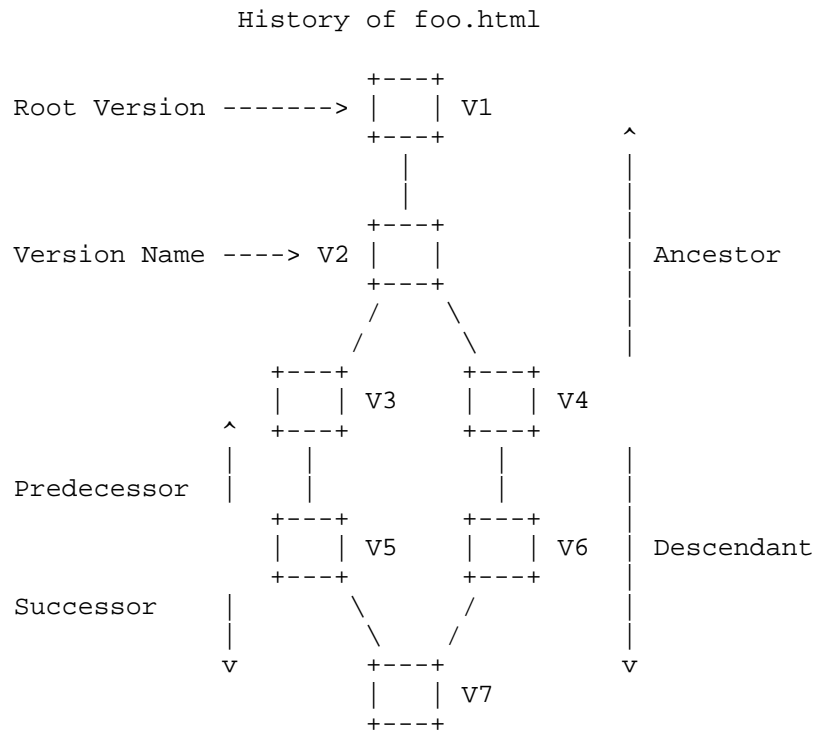 History of foo.html
+---+
Root Version -------> |   | V1
+---+ ^
| |
| |
|
+---+ |
Version Name ----> V2 |   | | Ancestor
+---+ |
/ \ |
/ \ |
+---+ +---+
|   | V3 |   | V4
^ +---+ +---+
| | | |
Predecessor | | | |
+---+ +---+ |
|   | V5 |   | V6 | Descendant
+---+ +---+ |
Successor | \ / |
| \ / |
v +---+ v
|   | V7
+---+